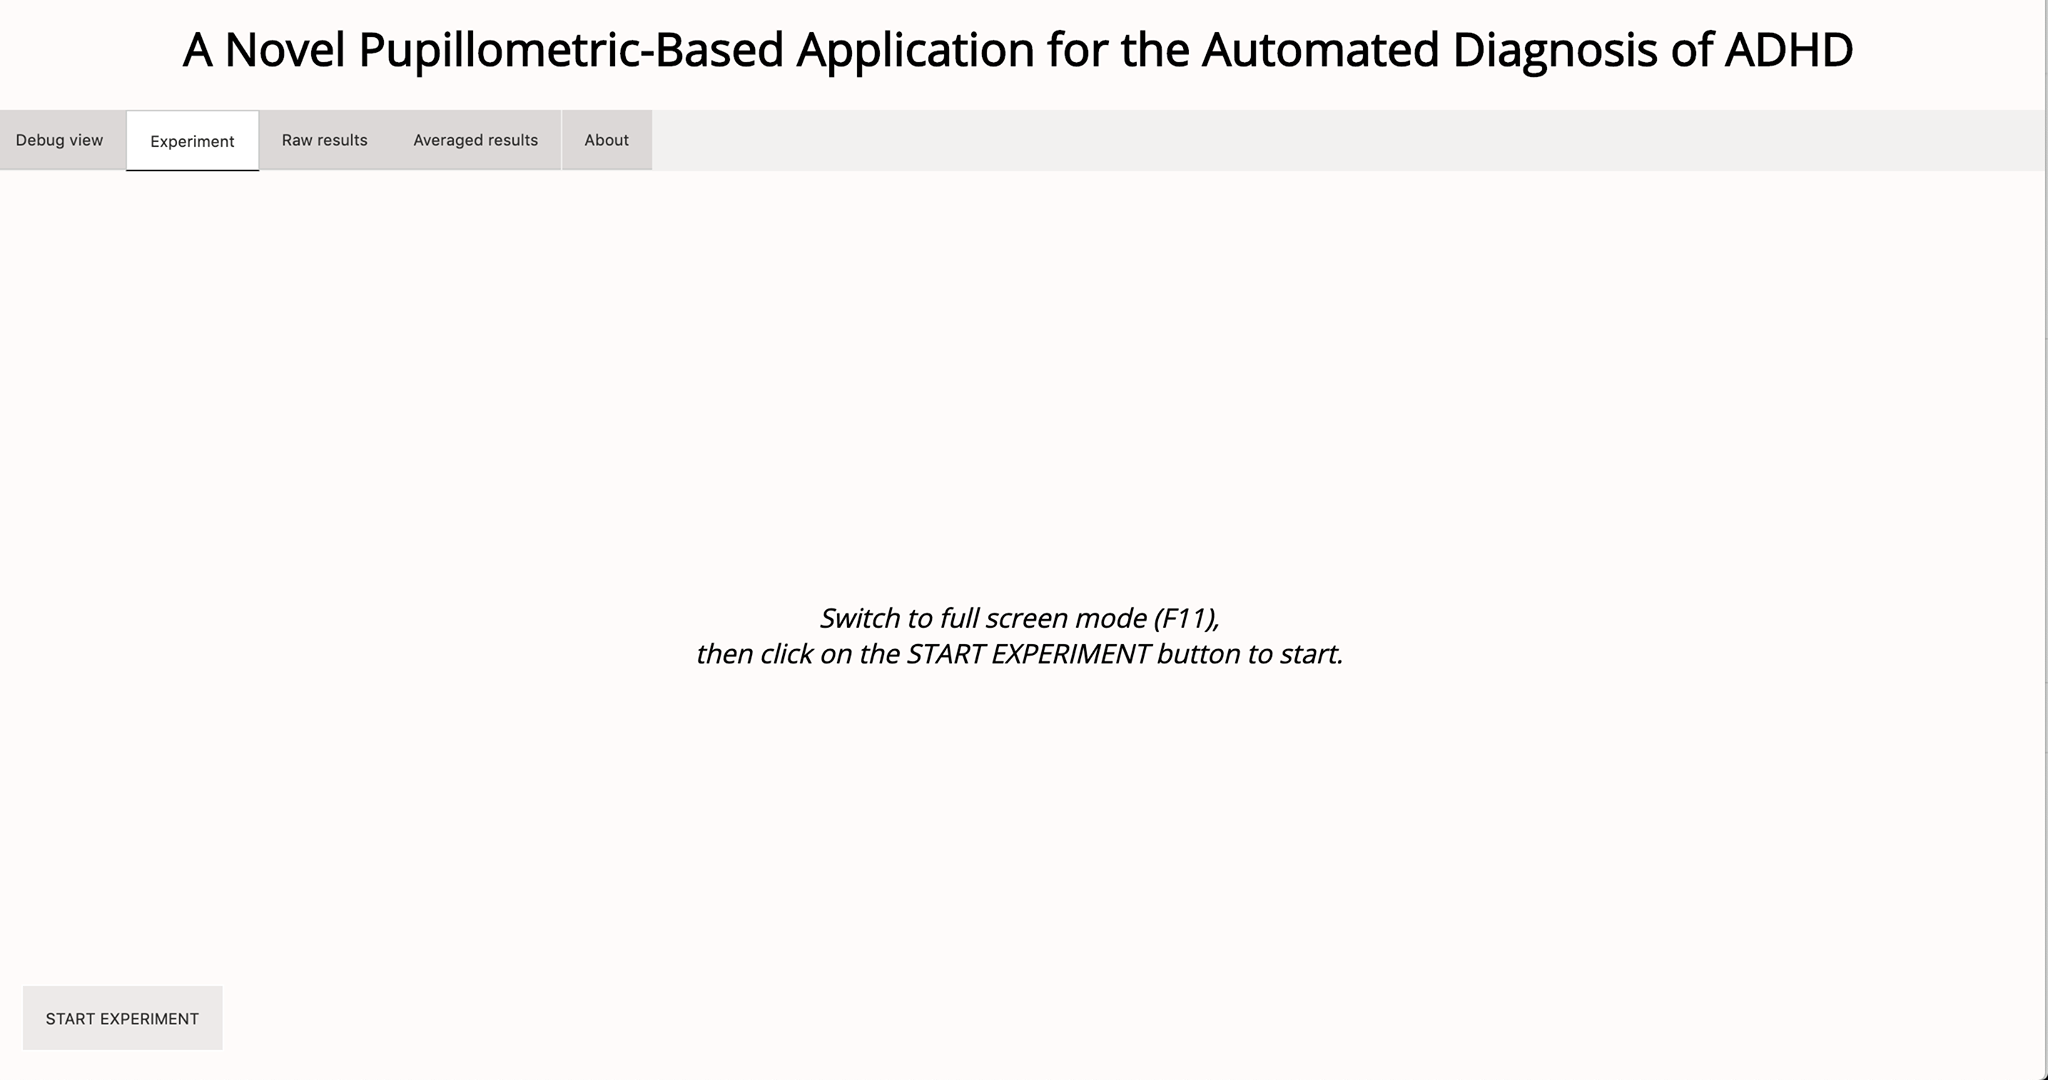 A Novel Pupillometric-Based Application for the Automated Diagnosis of ADHD
Debug view
Experiment
Raw results
Averaged results
About
Switch to full screen mode (F11),
then click on the START EXPERIMENT button to start.
START EXPERIMENT